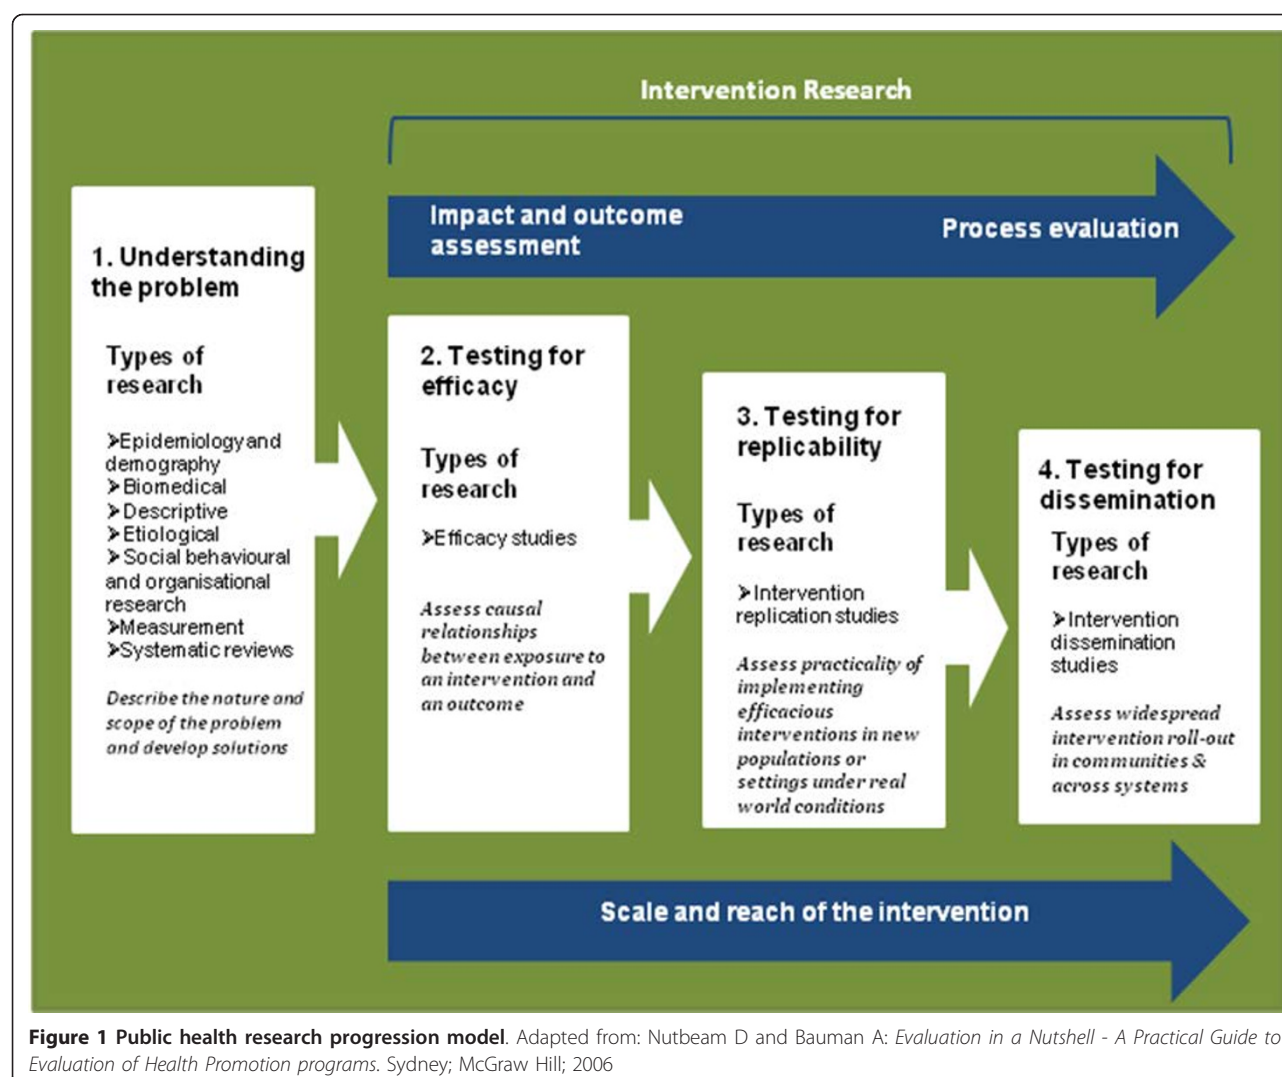 Intervention Research
Impact and outcome
assessment
Process evaluation
1. Understanding
the problem
Types of
research
➢Epidemiology and
demography
➢Biomedical
➢Descriptive
➢Etiological
➢Social behavioural
and organisational
research
➢Measurement
➢Systematic reviews
Describe the nature and
scope of the problem
and develop solutions
2. Testing for
efficacy
Types of
research
➢Efficacy studies
Assess causal
relationships
between exposure to
an intervention and
an outcome
3. Testing for
replicability
Types of
research
➢Intervention
replication studies
Assess practicality of
implementing
efficacious
interventions in new
populations or
settings under real
world conditions
4. Testing for
dissemination
Types of
research
➢Intervention
dissemination
studies
Assess widespread
intervention roll-out
in communities &
across systems
Scale and reach of the intervention
Figure 1 Public health research progression model. Adapted from: Nutbeam D and Bauman A: Evaluation in a Nutshell - A Practical Guide to
Evaluation of Health Promotion programs. Sydney; McGraw Hill; 2006